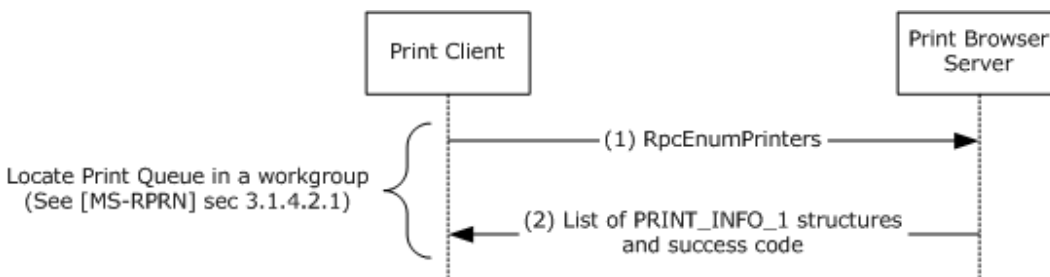 Print Client
Print Browser
Server
(1) RpcEnumPrinters
Locate Print Queue in a workgroup
(See [MS-RPRN] sec 3.1.4.2.1)
(2) List of PRINT_INFO_1 structures
and success code